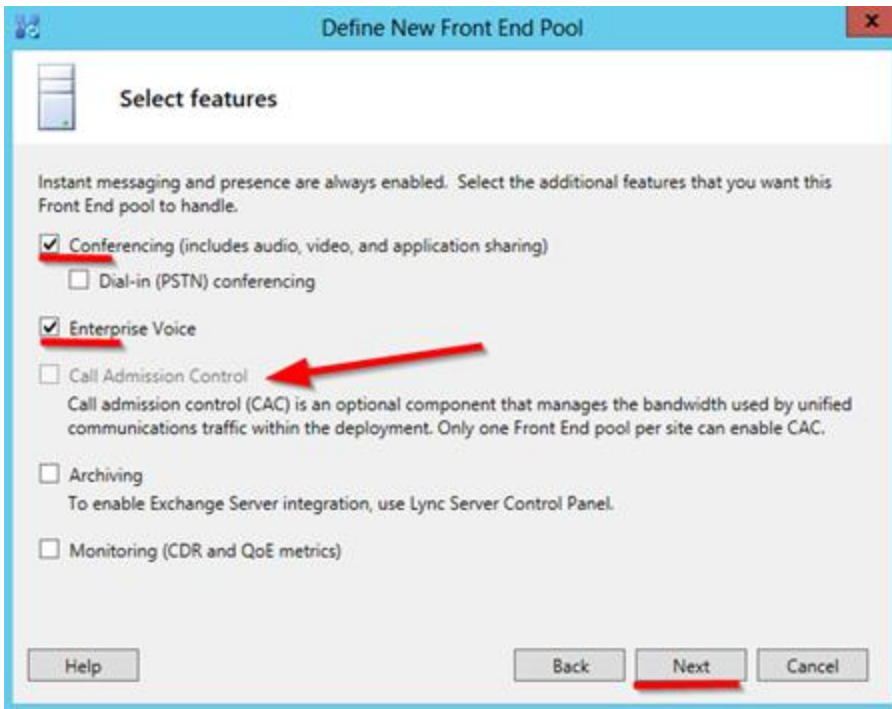 Define New Front End Pool
x
Select features
Instant messaging and presence are always enabled. Select the additional features that you want this
Front End pool to handle.
Conferencing (includes audio, video, and application sharing)
Dial-in (PSTN) conferencing
Enterprise Voice
Call Admission Control
Call admission control (CAC) is an optional component that manages the bandwidth used by unified
communications traffic within the deployment. Only one Front End pool per site can enable CAC.
Archiving
To enable Exchange Server integration, use Lync Server Control Panel.
Monitoring (CDR and QoE metrics)
Help Back Next Cancel